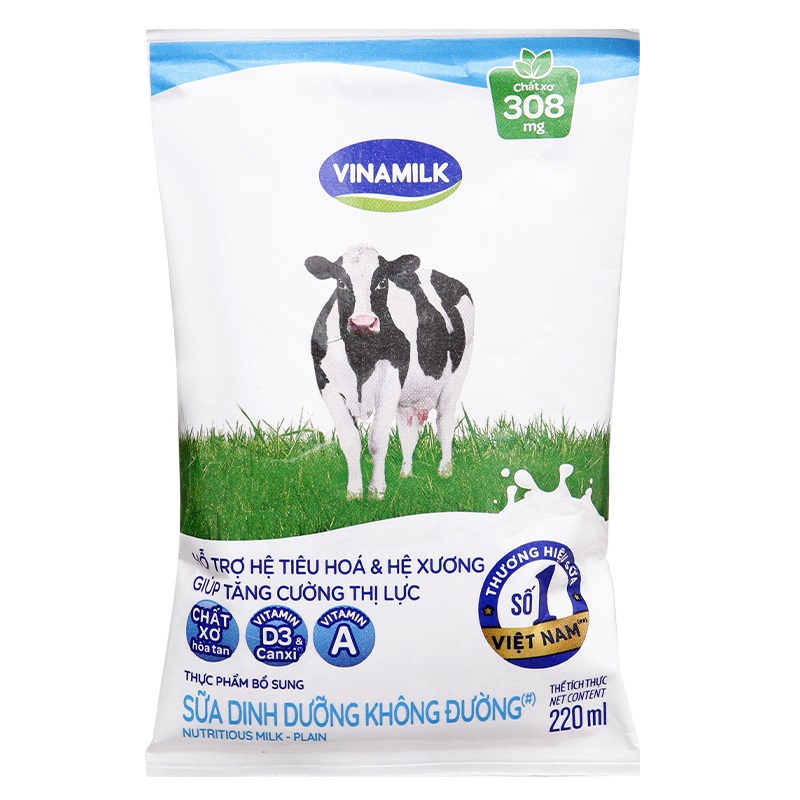 Chất xơ
308
mg
VINAMILK
HỖ TRỢ HỆ TIÊU HOÁ & HỆ XƯƠNG
GIÚP TĂNG CƯỜNG THỊ LỰC
CHẤT
XƠ
hòa tan
VITAMIN
D3 &
Canxi
VITAMIN
A
THƯƠNG HIỆU SỮA
SỐ 1
VIỆT NAM
THỰC PHẨM BỔ SUNG
SỮA DINH DƯỠNG KHÔNG ĐƯỜNG(#)
NUTRITIOUS MILK - PLAIN
THỂ TÍCH THỰC
NET CONTENT
220 ml